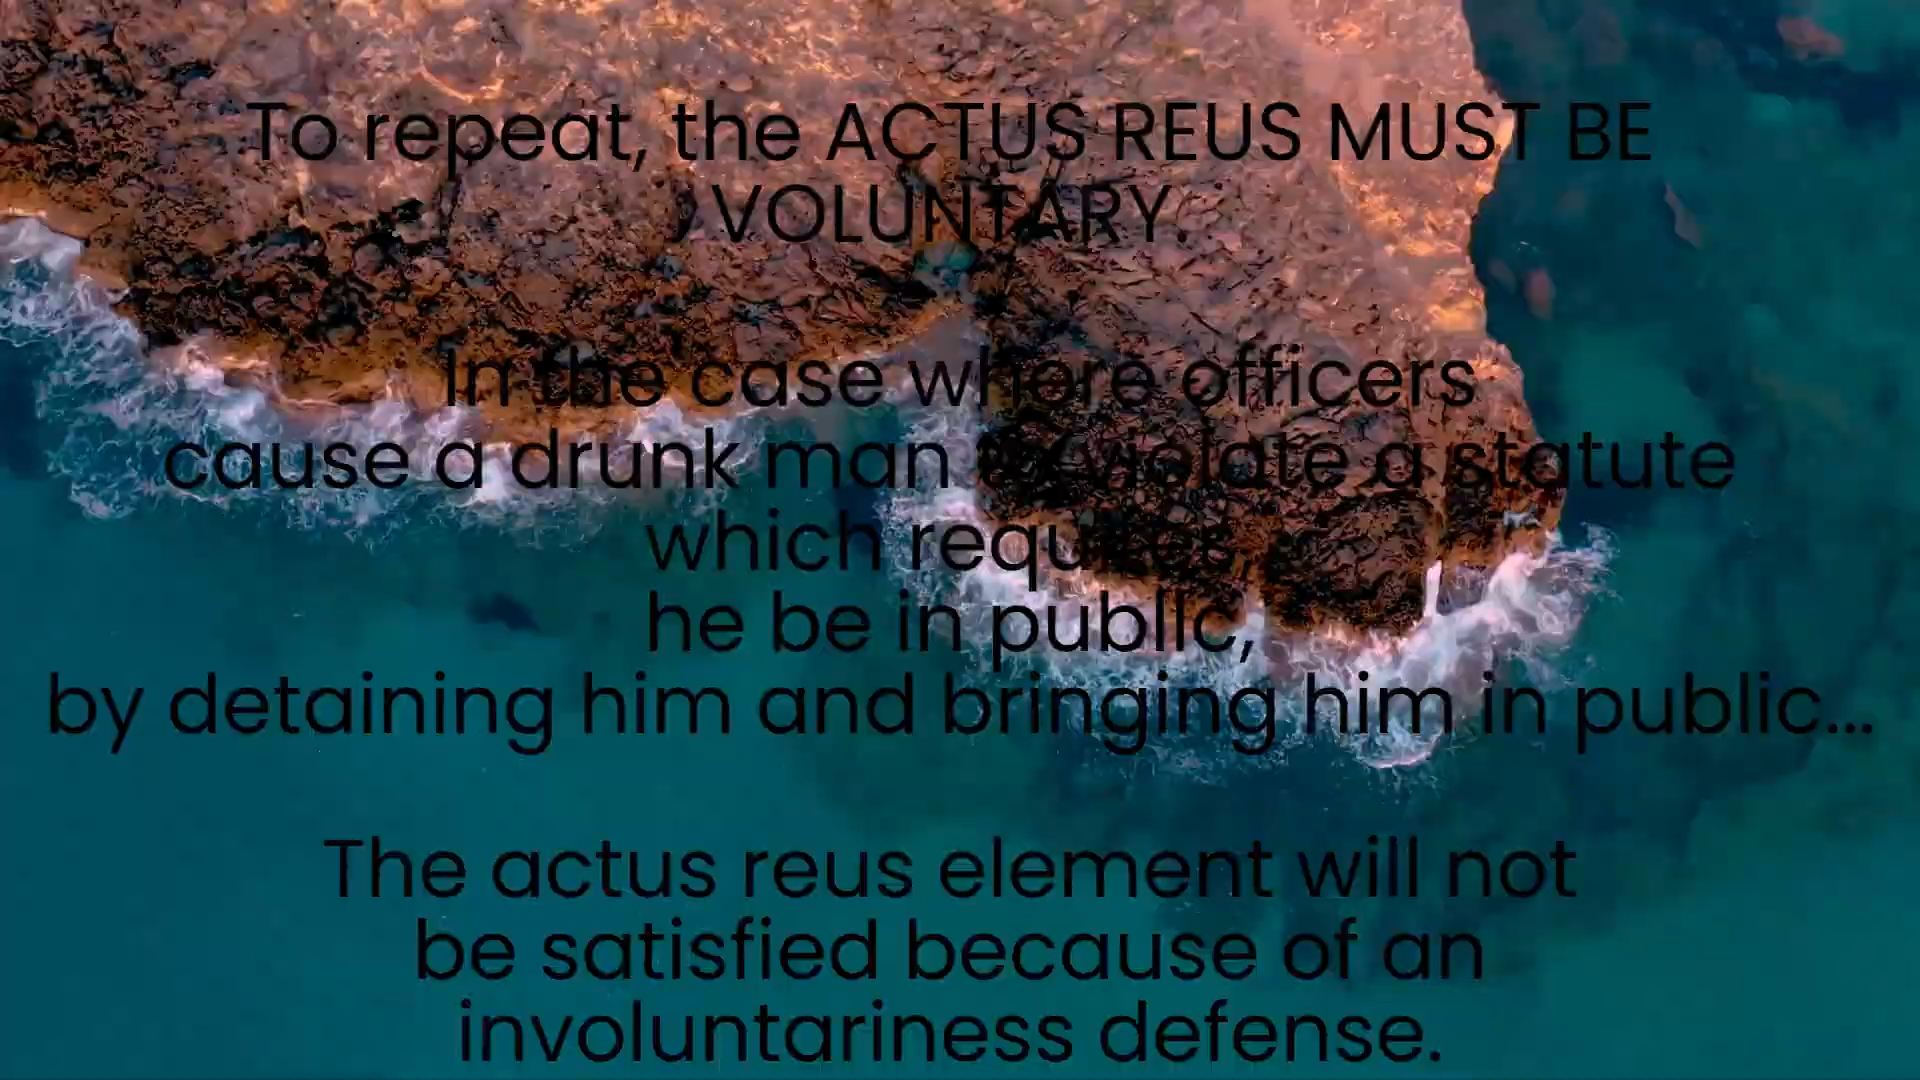 To repeat, the ACTUS REUS MUST BE
VOLUNTARY.
In the case where officers
cause a drunk man to violate a statute
which requires,
he be in public,
by detaining him and bringing him in public...
The actus reus element will not
be satisfied because of an
involuntariness defense.